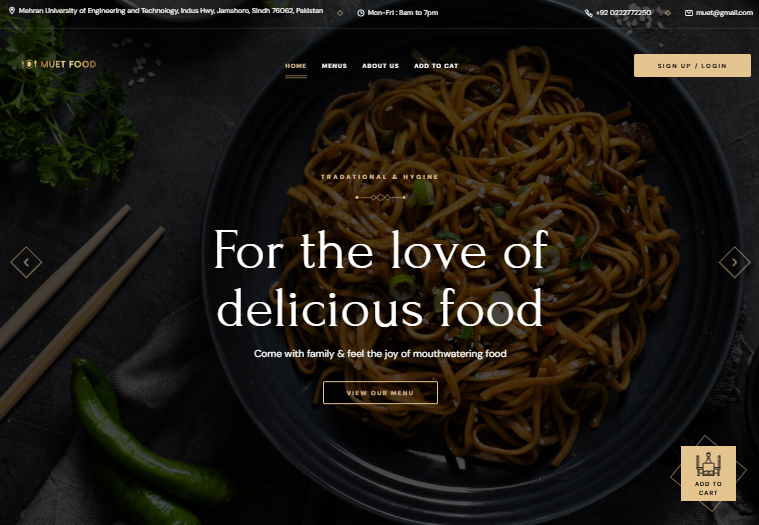 Mehran University of Engineering and Technology, Indus Hwy, Jamshoro, Sindh 76062, Pakistan
Mon-Fri : 8am to 7pm
+92 0222772250
muet@gmail.com
MUET FOOD
HOME
MENUS
ABOUT US
ADD TO CAT
SIGN UP / LOGIN
TRADATIONAL & HYGINE
For the love of
delicious food
Come with family & feel the joy of mouthwatering food
VIEW OUR MENU
ADD TO
CART